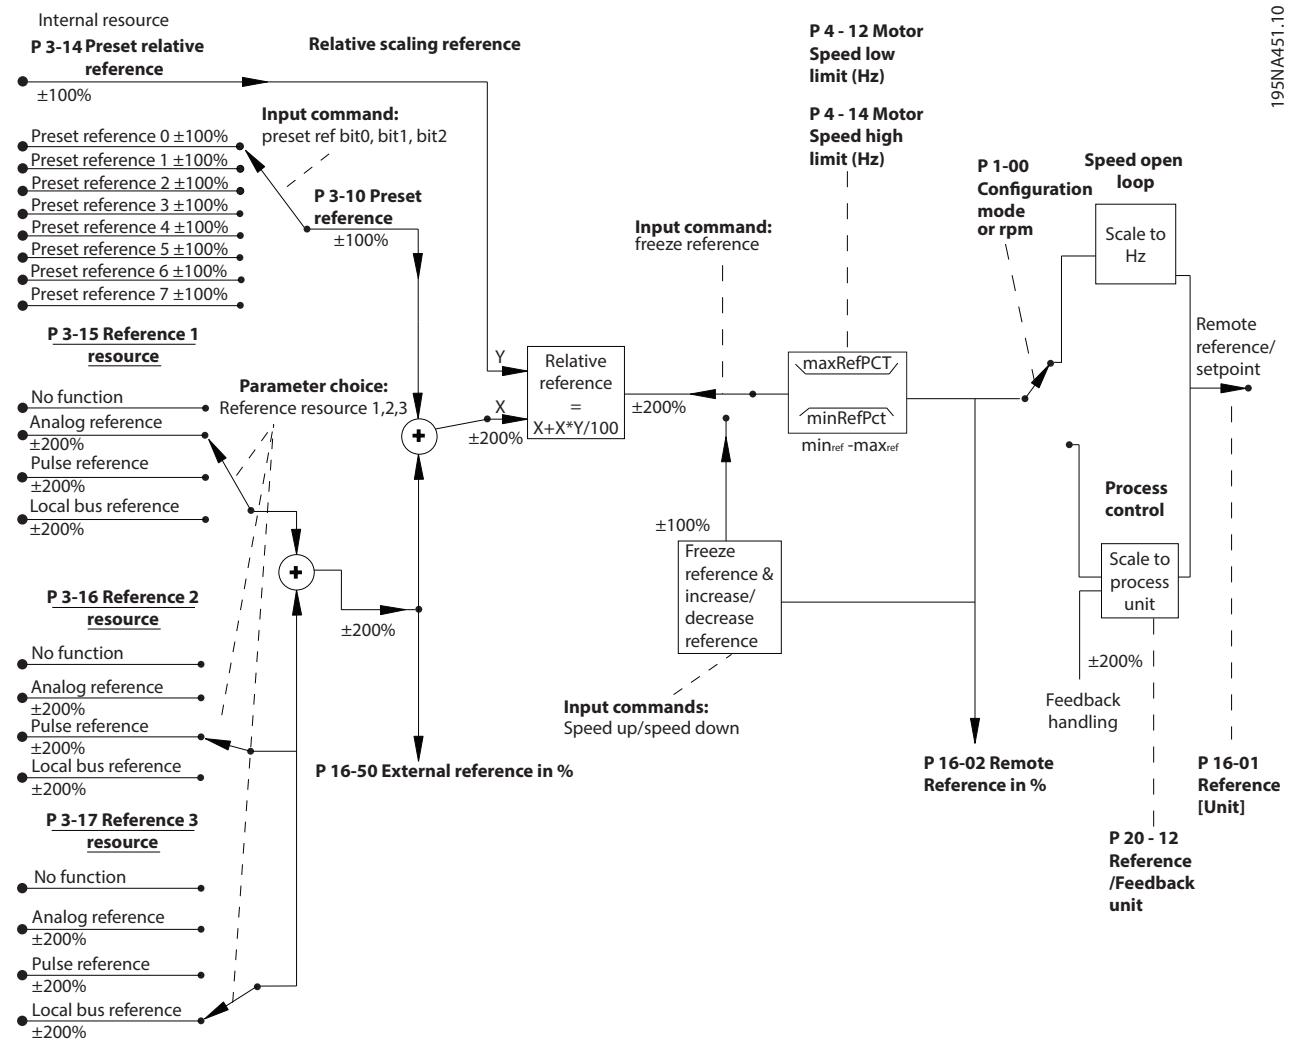 Internal resource
P 3-14 Preset relative
reference
±100%
Relative scaling reference
Input command:
preset ref bit0, bit1, bit2
Preset reference 0 ±100%
Preset reference 1 ±100%
Preset reference 2 ±100%
Preset reference 3 ±100%
Preset reference 4 ±100%
Preset reference 5 ±100%
Preset reference 6 ±100%
Preset reference 7 ±100%
P 3-10 Preset
reference
±100%
P 3-15 Reference 1
resource
No function
Analog reference
±200%
Pulse reference
±200%
Local bus reference
±200%
Parameter choice:
Reference resource 1,2,3
P 3-16 Reference 2
resource
No function
Analog reference
±200%
Pulse reference
±200%
Local bus reference
±200%
P 3-17 Reference 3
resource
No function
Analog reference
±200%
Pulse reference
±200%
Local bus reference
±200%
+
±200%
+
P 16-50 External reference in %
Y
X
±200%
Relative
reference
=
X+X*Y/100
±200%
Input command:
freeze reference
P 4 - 12 Motor
Speed low
limit (Hz)
P 4 - 14 Motor
Speed high
limit (Hz)
maxRefPCT
minRefPct
minref -maxref
±100%
Freeze
reference &
increase/
decrease
reference
Input commands:
Speed up/speed down
P 16-02 Remote
Reference in %
P 1-00
Configuration
mode
or rpm
Speed open
loop
Scale to
Hz
Remote
reference/
setpoint
Process
control
Scale to
process
unit
±200%
Feedback
handling
P 16-01
Reference
[Unit]
P 20 - 12
Reference
/Feedback
unit
195NA451.10